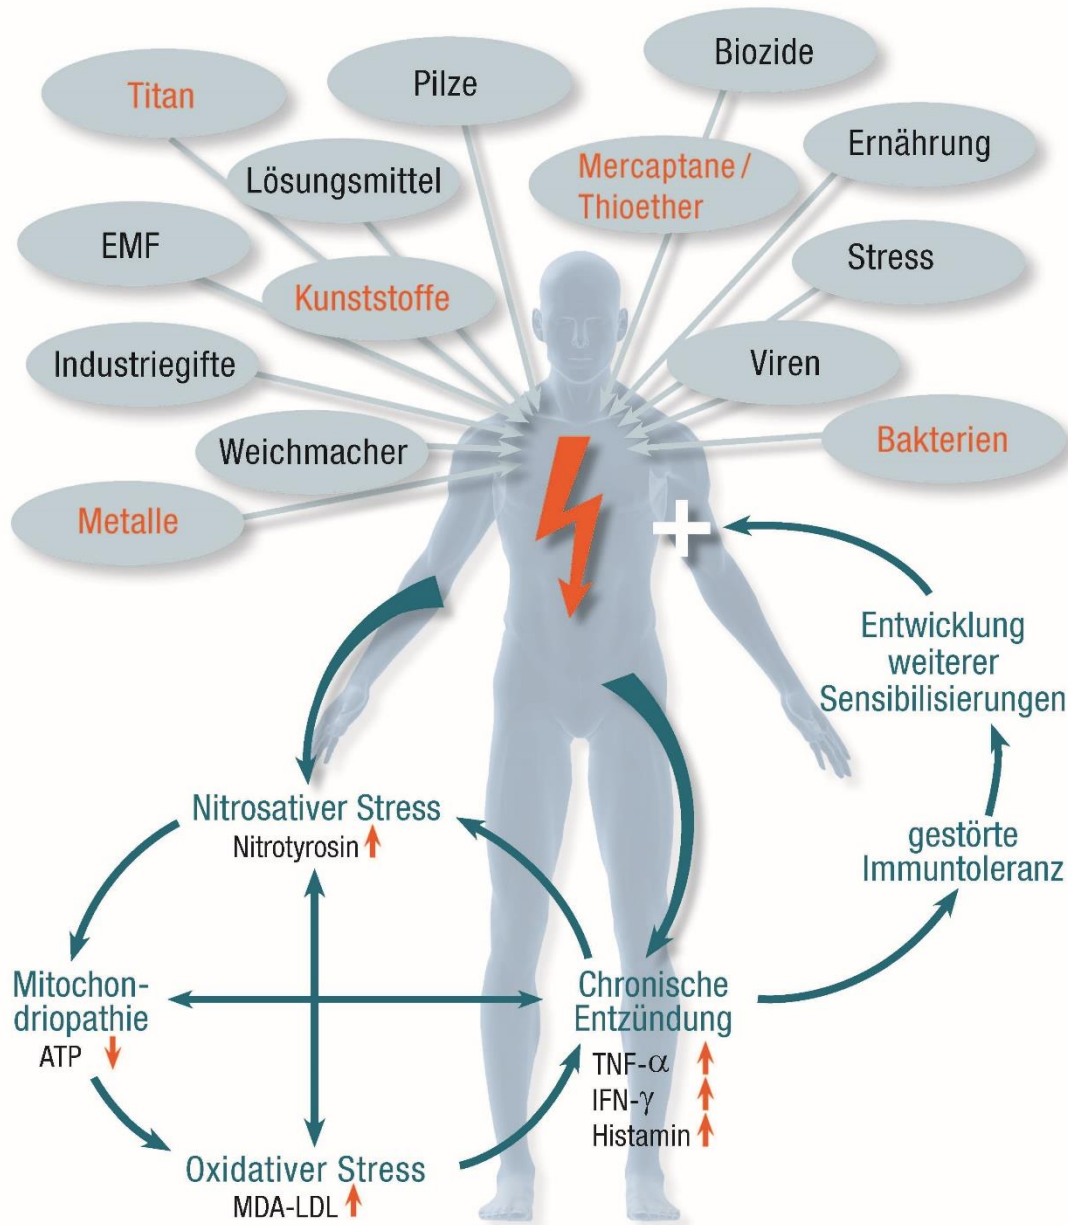 Titan
Pilze
Biozide
Lösungsmittel
Mercaptane /
Thioether
Ernährung
EMF
Kunststoffe
Stress
Industriegifte
Viren
Weichmacher
Bakterien
Metalle
Entwicklung
weiterer
Sensibilisierungen
gestörte
Immuntoleranz
Nitrosativer Stress
Nitrotyrosin
Mitochon-
driopathie
ATP
Chronische
Entzündung
TNF-α
IFN-γ
Histamin
Oxidativer Stress
MDA-LDL